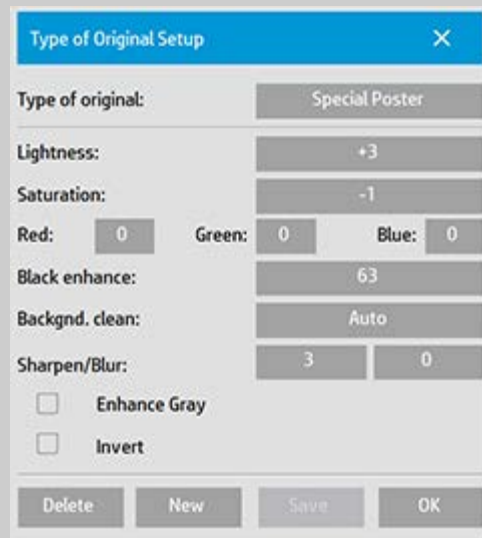 Type of Original Setup
Type of original: Special Poster
Lightness: +3
Saturation: -1
Red: 0 Green: 0 Blue: 0
Black enhance: 63
Backgnd. clean: Auto
Sharpen/Blur: 3 0
Enhance Gray
Invert
Delete New Save OK